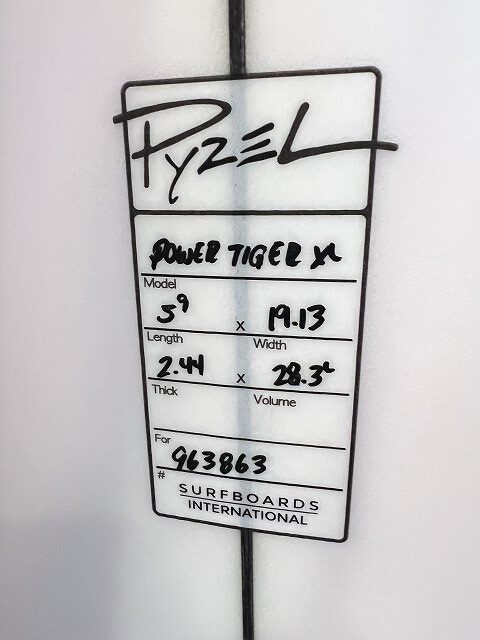 PYZEL
POWER TIGER XL
Model
5⁹ x 19.13
Length Width
2.44 x 28.3L
Thick Volume
For
963863
#
SURFBOARDS
INTERNATIONAL